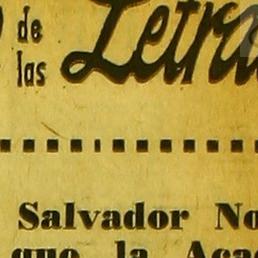 de
las Letra
Salvador No
que la Aca